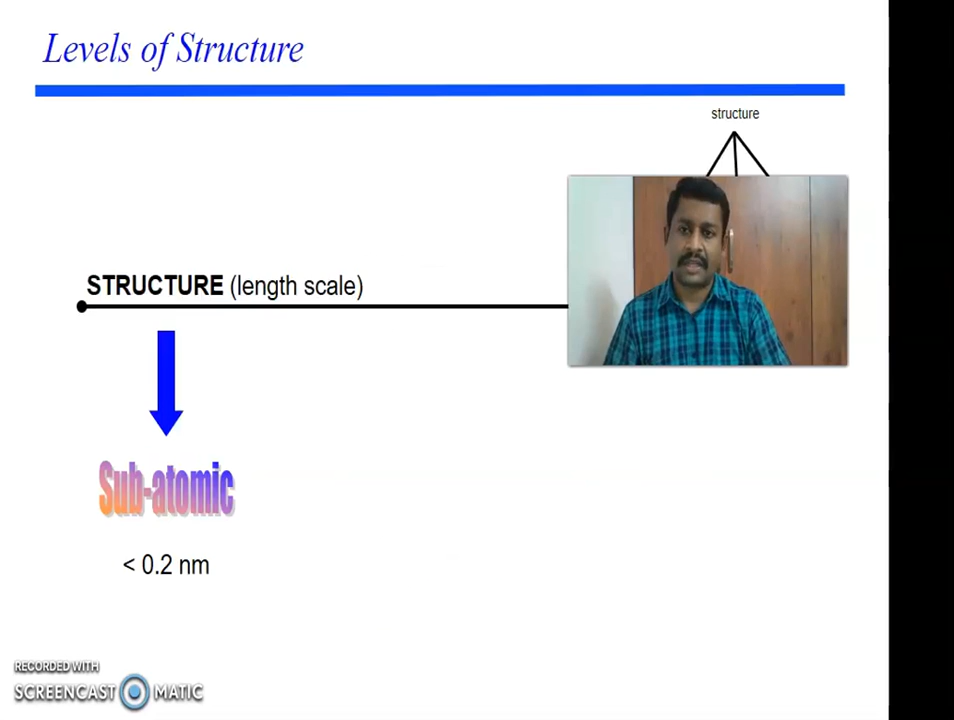 Levels of Structure
structure
STRUCTURE (length scale)
Sub-atomic
< 0.2 nm
RECORDED WITH
SCREENCAST MATIC